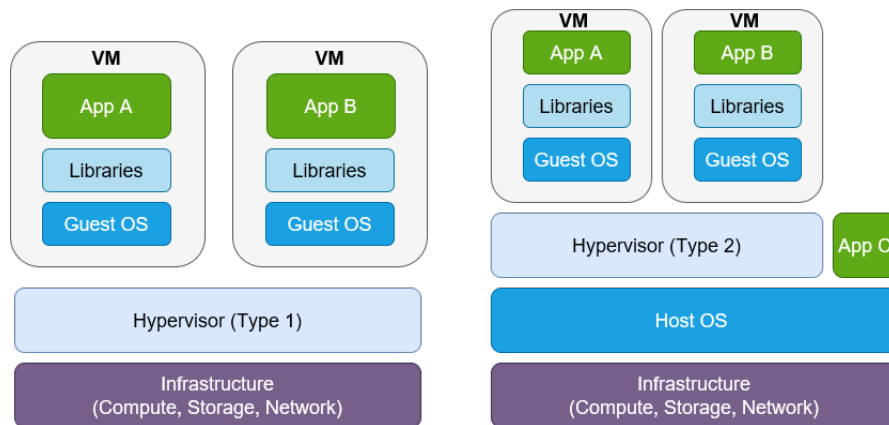 VM
App A
Libraries
Guest OS
VM
App B
Libraries
Guest OS
Hypervisor (Type 1)
Infrastructure
(Compute, Storage, Network)
VM
App A
Libraries
Guest OS
VM
App B
Libraries
Guest OS
Hypervisor (Type 2)
App C
Host OS
Infrastructure
(Compute, Storage, Network)